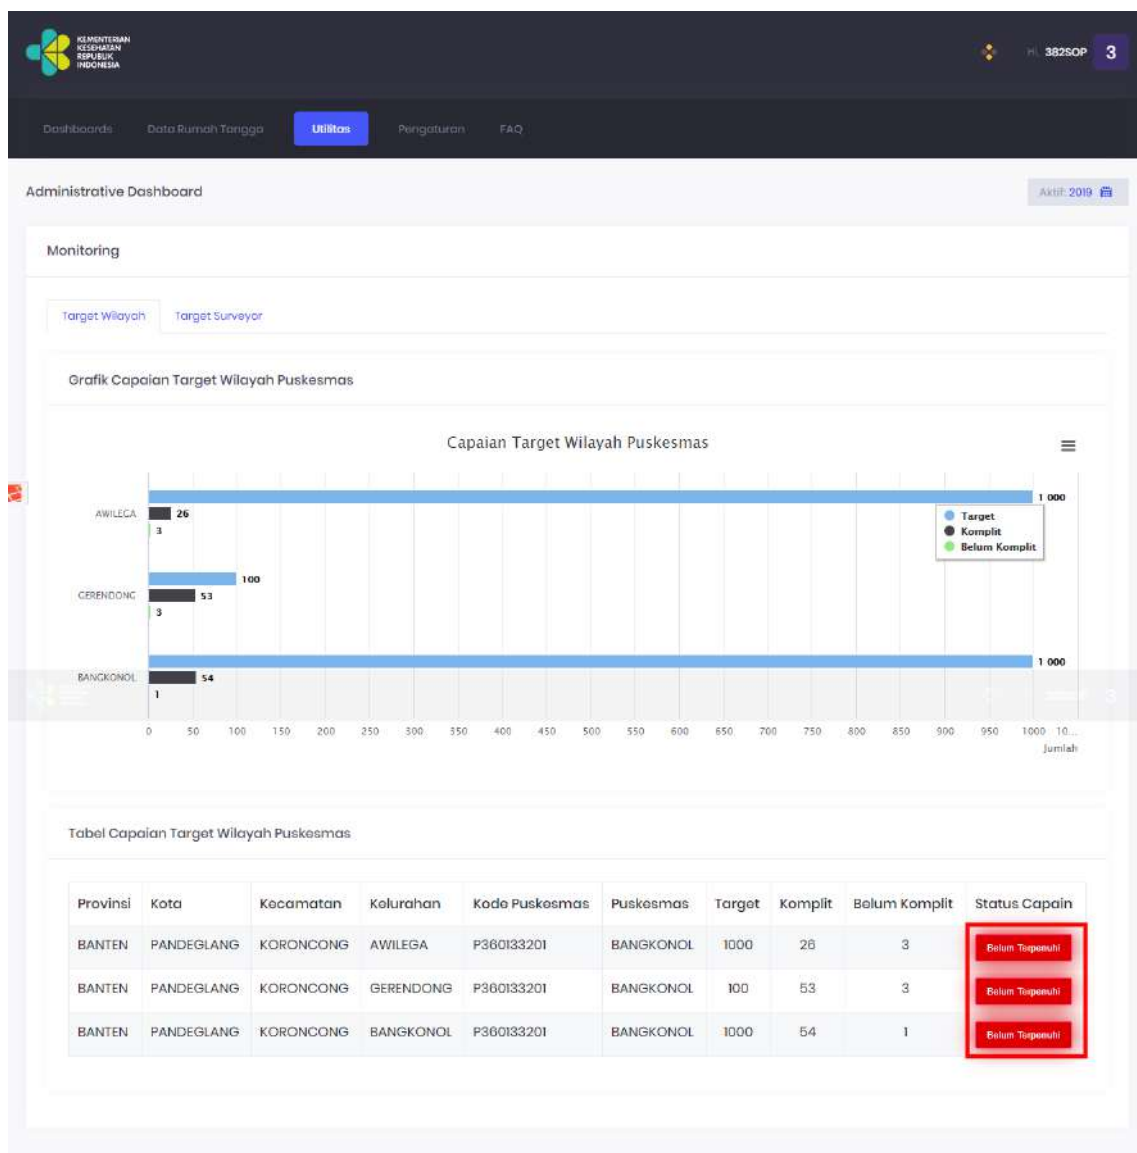 KEMENTERIAN
KESEHATAN
REPUBLIK
INDONESIA
Hi, 382SOP 3
Dashboards Data Rumah Tangga Utilitas Pengaturan FAQ
Administrative Dashboard
Aktif: 2019
Monitoring
Target Wilayah Target Surveyor
Grafik Capaian Target Wilayah Puskesmas
Capaian Target Wilayah Puskesmas
1 000
AWILEGA 26
3
Target
Komplit
Belum Komplit
100
GERENDONG 53
3
1 000
BANGKONOL 54
1
3
0 50 100 150 200 250 300 350 400 450 500 550 600 650 700 750 800 850 900 950 1000 10...
Jumlah
Tabel Capaian Target Wilayah Puskesmas
Provinsi Kota Kecamatan Kelurahan Kode Puskesmas Puskesmas Target Komplit Belum Komplit Status Capain
BANTEN PANDEGLANG KORONCONG AWILEGA P360133201 BANGKONOL 1000 26 3 Belum Terpenuhi
BANTEN PANDEGLANG KORONCONG GERENDONG P360133201 BANGKONOL 100 53 3 Belum Terpenuhi
BANTEN PANDEGLANG KORONCONG BANGKONOL P360133201 BANGKONOL 1000 54 1 Belum Terpenuhi